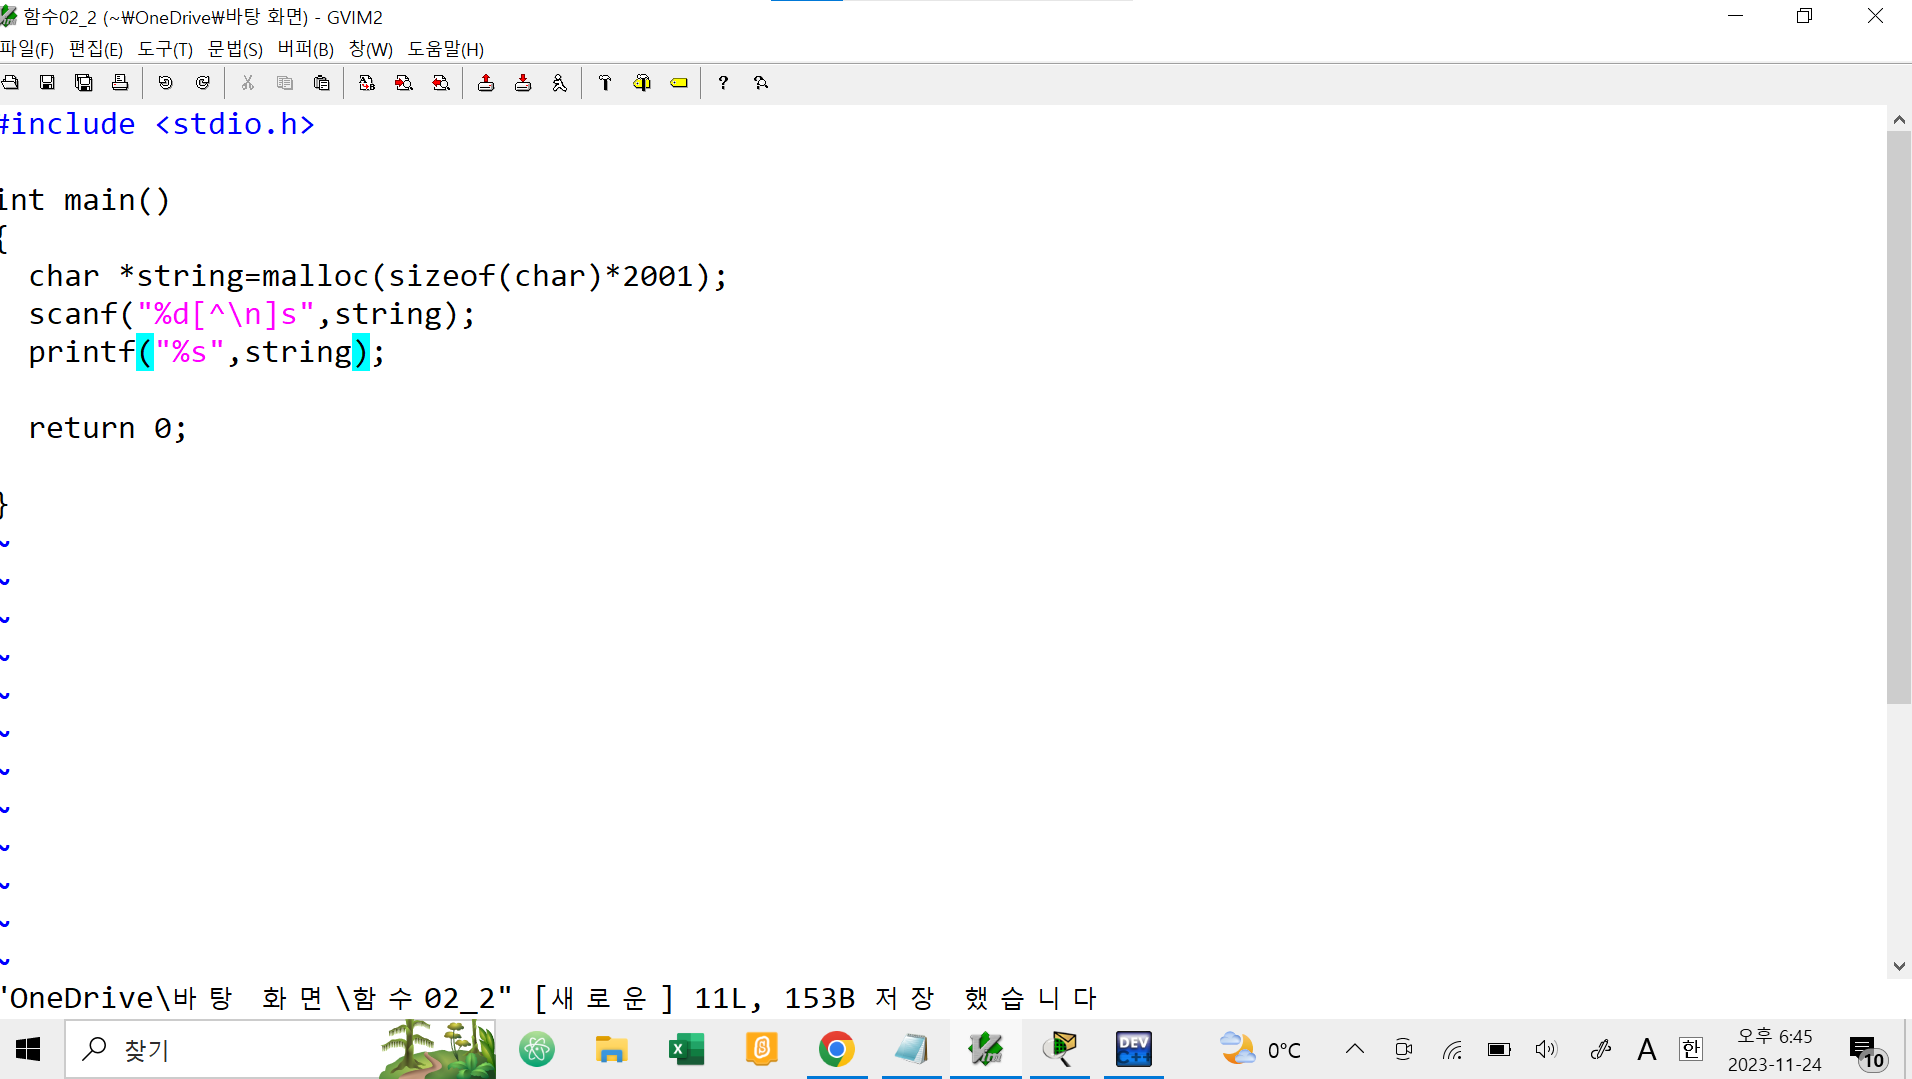 함수02_2 (~₩OneDrive₩바탕 화면) - GVIM2
파일(F) 편집(E) 도구(T) 문법(S) 버퍼(B) 창(W) 도움말(H)
#include <stdio.h>
int main()
{
char *string=malloc(sizeof(char)*2001);
scanf("%d[^\n]s",string);
printf("%s",string);
return 0;
}
~
~
~
~
~
~
~
~
~
~
~
~
"OneDrive\바탕 화면\함수02_2" [새로운] 11L, 153B 저장 했습니다
찾기
DEV C++
0°C
A
한
오후 6:45
2023-11-24
10